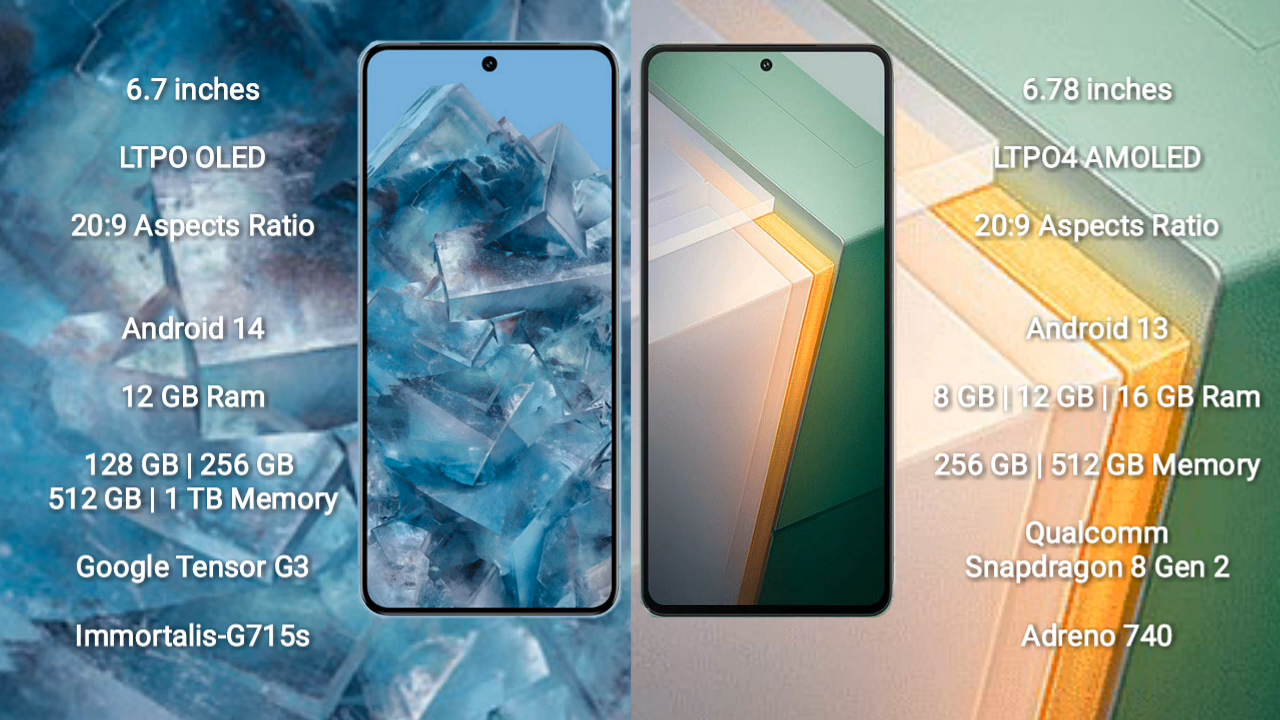 6.7 inches
LTPO OLED
20:9 Aspects Ratio
Android 14
12 GB Ram
128 GB | 256 GB
512 GB | 1 TB Memory
Google Tensor G3
Immortalis-G715s
6.78 inches
LTPO4 AMOLED
20:9 Aspects Ratio
Android 13
8 GB | 12 GB | 16 GB Ram
256 GB | 512 GB Memory
Qualcomm
Snapdragon 8 Gen 2
Adreno 740